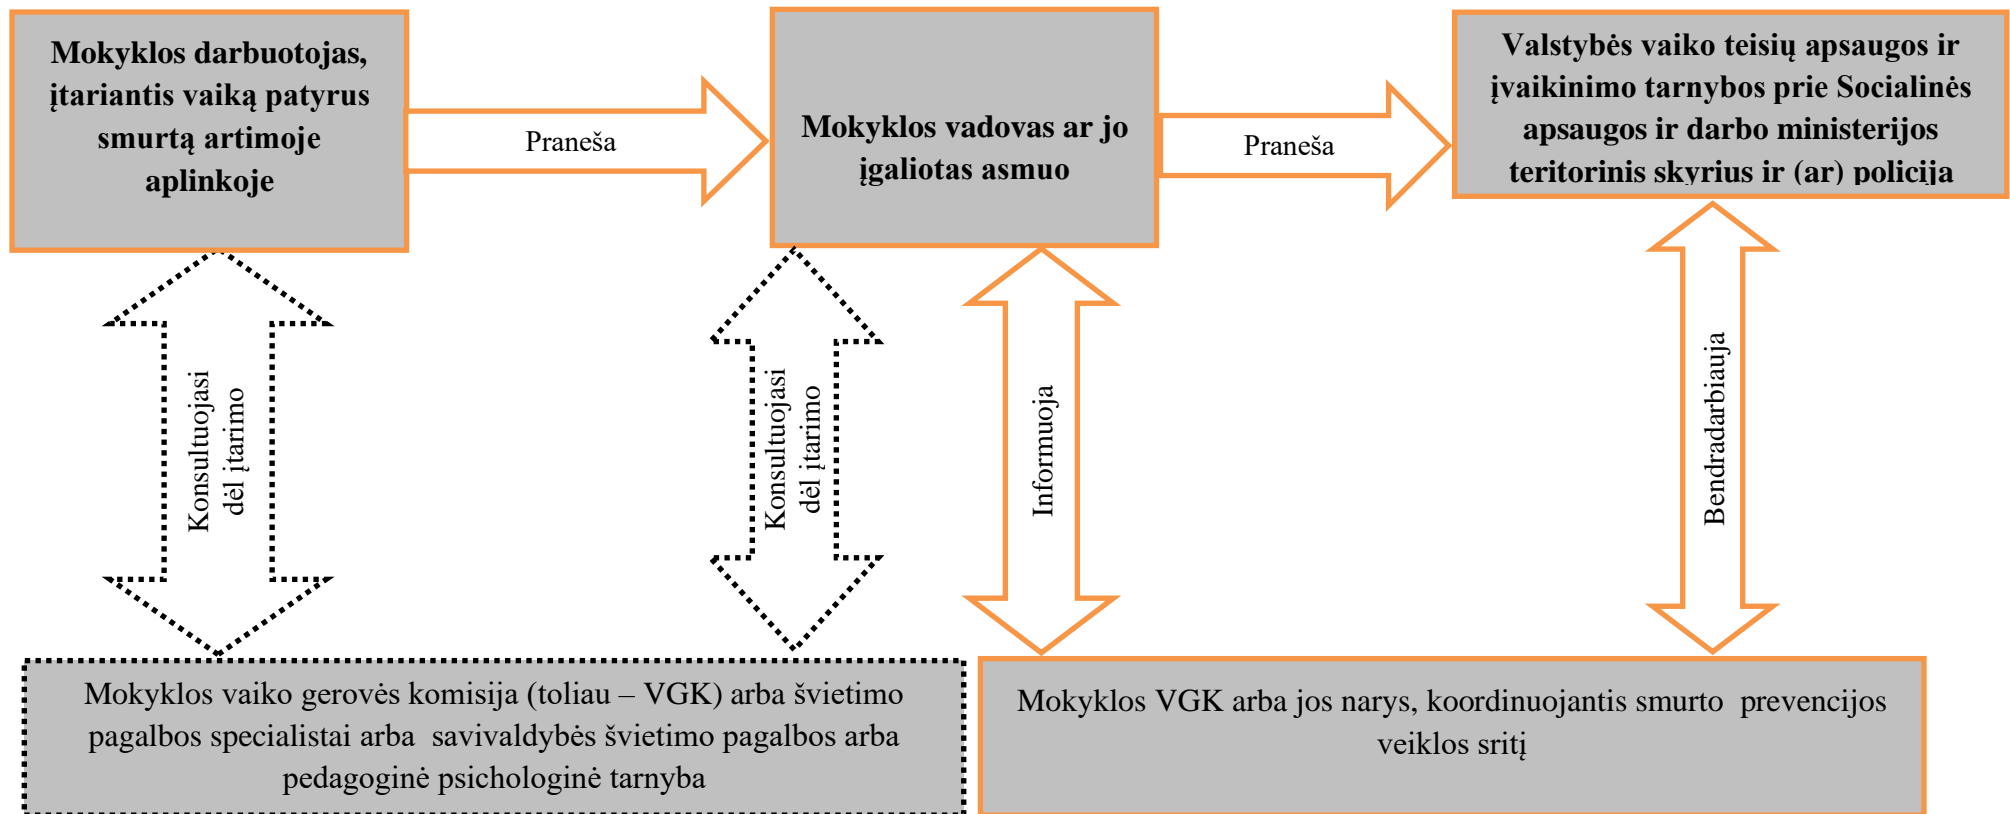 Mokyklos darbuotojas,
įtariantis vaiką patyrus
smurtą artimoje
aplinkoje
Praneša
Mokyklos vadovas ar jo
įgaliotas asmuo
Praneša
Valstybės vaiko teisių apsaugos ir
įvaikinimo tarnybos prie Socialinės
apsaugos ir darbo ministerijos
teritorinis skyrius ir (ar) policija
Konsultuojasi
dėl įtarimo
Konsultuojasi
dėl įtarimo
Informuoja
Bendradarbiauja
Mokyklos vaiko gerovės komisija (toliau – VGK) arba švietimo
pagalbos specialistai arba  savivaldybės švietimo pagalbos arba
pedagoginė psichologinė tarnyba
Mokyklos VGK arba jos narys, koordinuojantis smurto  prevencijos
veiklos sritį